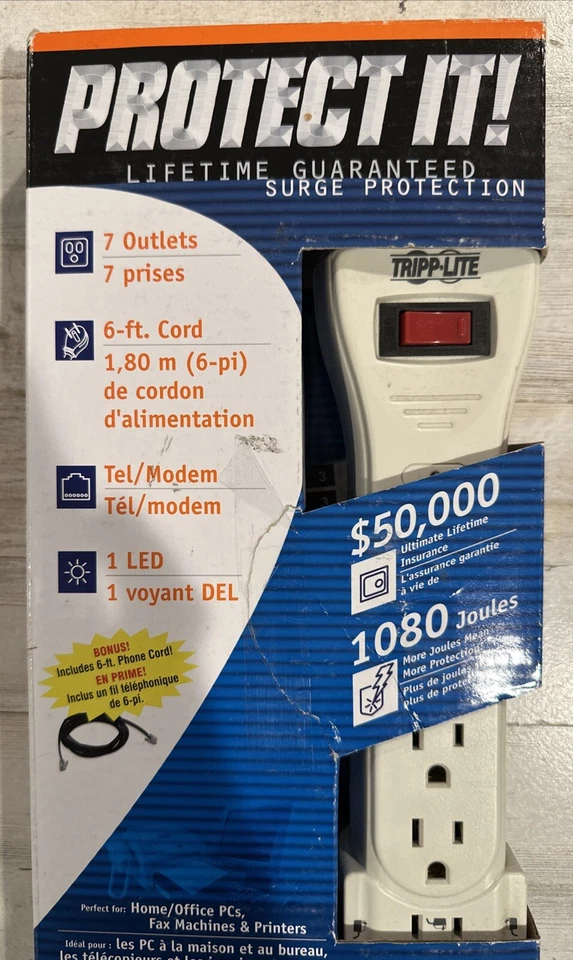 PROTECT IT!
LIFETIME GUARANTEED
SURGE PROTECTION
7 Outlets
7 prises
6-ft. Cord
1,80 m (6-pi)
de cordon
d'alimentation
Tel/Modem
Tél/modem
1 LED
1 voyant DEL
BONUS!
Includes 6-ft. Phone Cord!
EN PRIME!
Inclus un fil téléphonique
de 6-pi.
TRIPP-LITE
$50,000
Ultimate Lifetime
Insurance
L'assurance garantie
à vie de
1080 Joules
More Joules Mean
More Protection
Plus de joules
Plus de
Perfect for: Home/Office PCs,
Fax Machines & Printers
Idéal pour : les PC à la maison et au bureau,
les télécopieurs et les